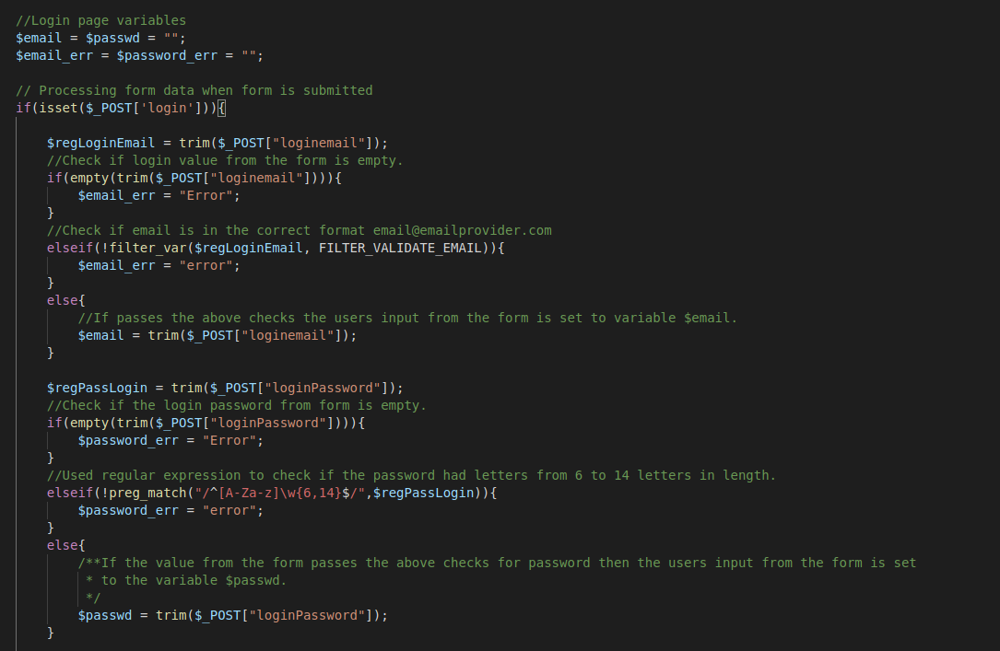 //Login page variables
$email = $passwd = "";
$email_err = $password_err = "";
// Processing form data when form is submitted
if(isset($_POST['login'])){
$regLoginEmail = trim($_POST["loginemail"]);
//Check if login value from the form is empty.
if(empty(trim($_POST["loginemail"]))){
$email_err = "Error";
}
//Check if email is in the correct format email@emailprovider.com
elseif(!filter_var($regLoginEmail, FILTER_VALIDATE_EMAIL)){
$email_err = "error";
}
else{
//If passes the above checks the users input from the form is set to variable $email.
$email = trim($_POST["loginemail"]);
}
$regPassLogin = trim($_POST["loginPassword"]);
//Check if the login password from form is empty.
if(empty(trim($_POST["loginPassword"]))){
$password_err = "Error";
}
//Used regular expression to check if the password had letters from 6 to 14 letters in length.
elseif(!preg_match("/^[A-Za-z]\w{6,14}$/",$regPassLogin)){
$password_err = "error";
}
else{
/**If the value from the form passes the above checks for password then the users input from the form is set
* to the variable $passwd.
*/
$passwd = trim($_POST["loginPassword"]);
}